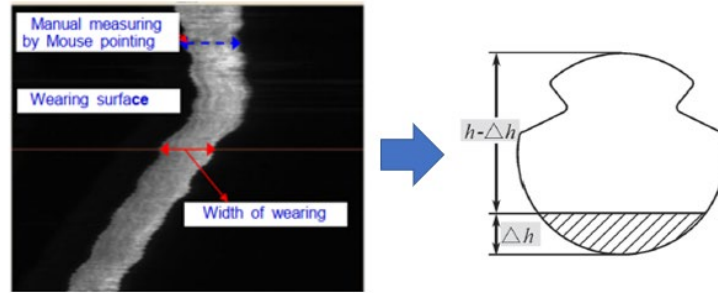 Manual measuring
by Mouse pointing
Wearing surface
Width of wearing
h-△h
△h